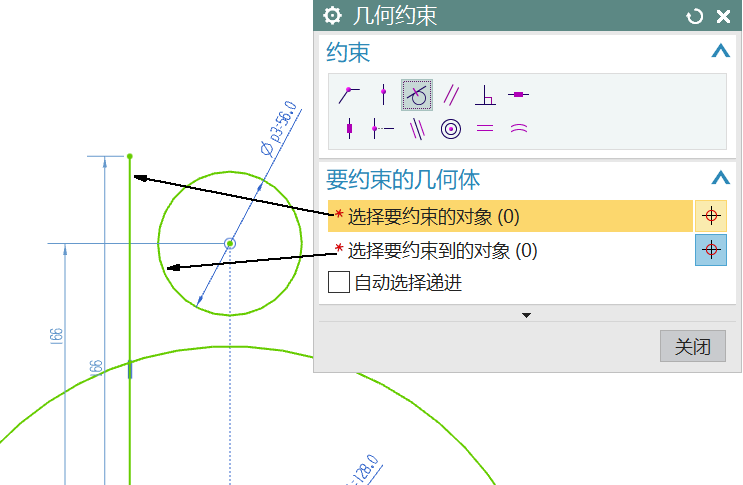 几何约束
约束
要约束的几何体
* 选择要约束的对象 (0)
* 选择要约束到的对象 (0)
自动选择递进
关闭
Ø p3=56.0
166
166
=128.0